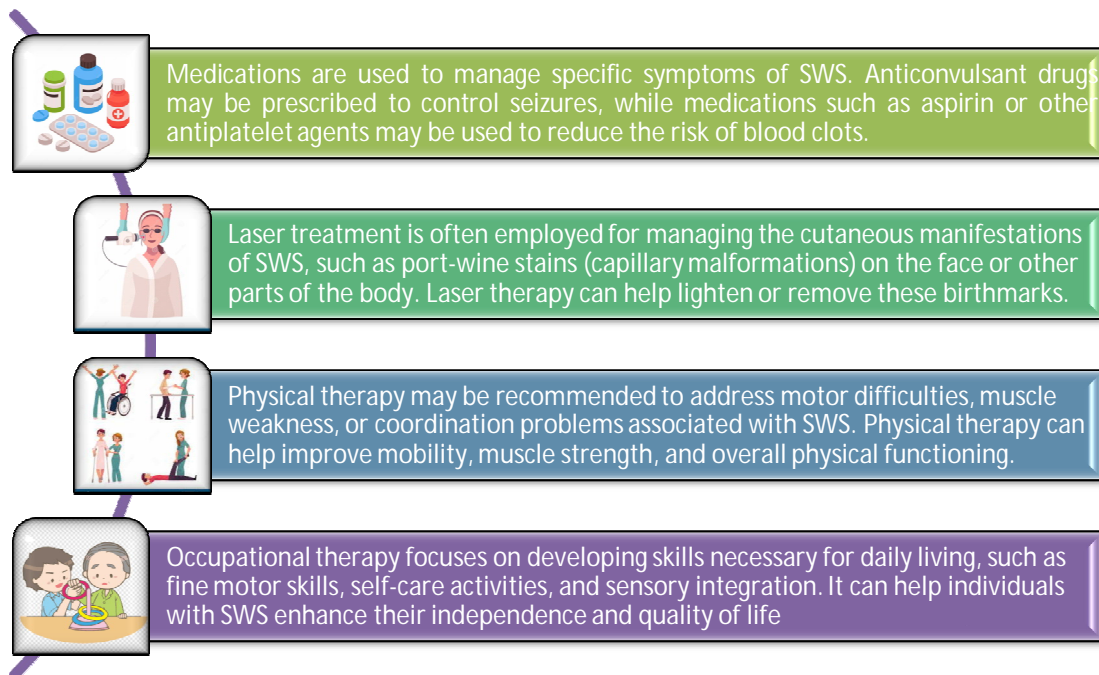 Medications are used to manage specific symptoms of SWS. Anticonvulsant drugs
may be prescribed to control seizures, while medications such as aspirin or other
antiplatelet agents may be used to reduce the risk of blood clots.
Laser treatment is often employed for managing the cutaneous manifestations
of SWS, such as port-wine stains (capillary malformations) on the face or other
parts of the body. Laser therapy can help lighten or remove these birthmarks.
Physical therapy may be recommended to address motor difficulties, muscle
weakness, or coordination problems associated with SWS. Physical therapy can
help improve mobility, muscle strength, and overall physical functioning.
Occupational therapy focuses on developing skills necessary for daily living, such as
fine motor skills, self-care activities, and sensory integration. It can help individuals
with SWS enhance their independence and quality of life